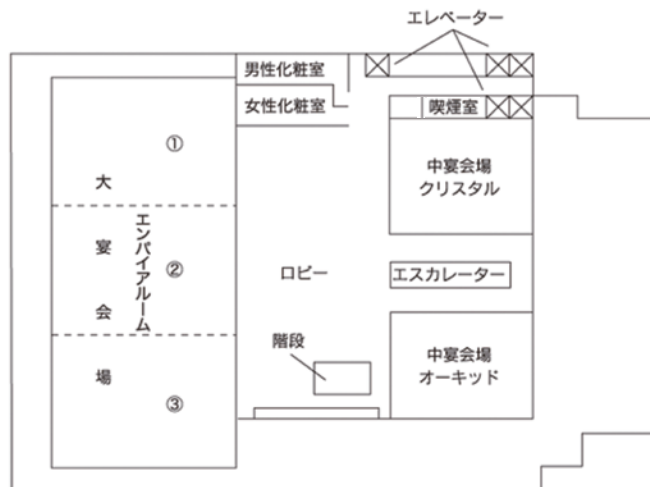 エレベーター
男性化粧室
女性化粧室
喫煙室
①
中宴会場
クリスタル
大宴会場
エンパイアルーム
②
ロビー
エスカレーター
階段
中宴会場
オーキッド
③